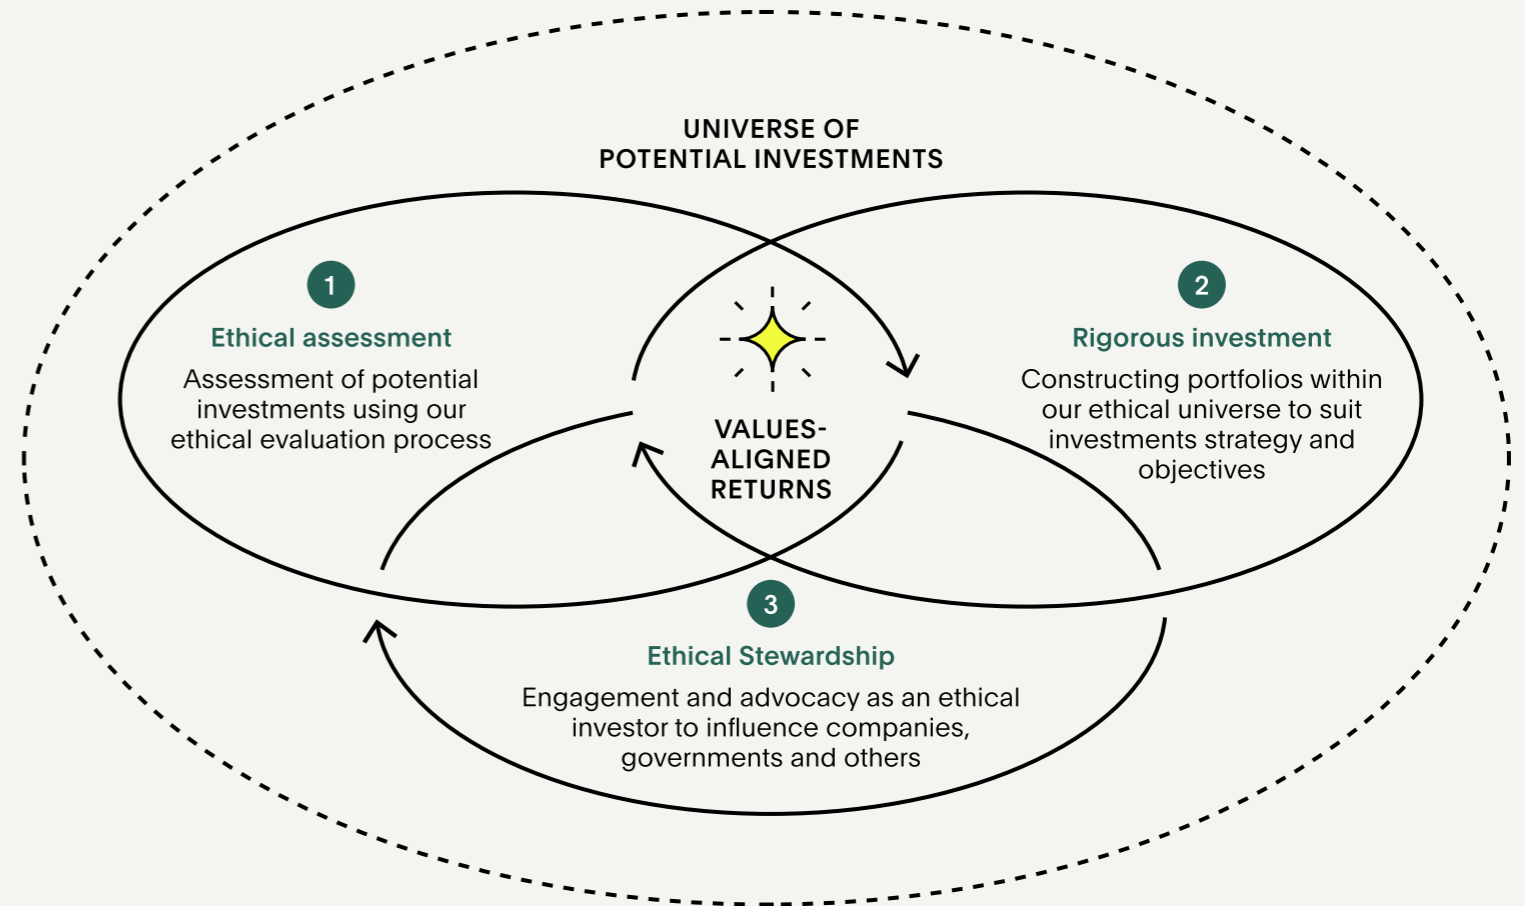 UNIVERSE OF
POTENTIAL INVESTMENTS
1
Ethical assessment
Assessment of potential
investments using our
ethical evaluation process
2
Rigorous investment
Constructing portfolios within
our ethical universe to suit
investments strategy and
objectives
VALUES-
ALIGNED
RETURNS
3
Ethical Stewardship
Engagement and advocacy as an ethical
investor to influence companies,
governments and others